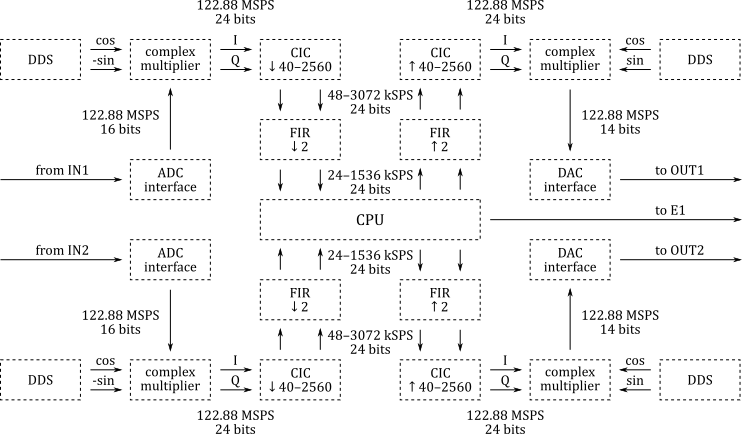 122.88 MSPS
24 bits
122.88 MSPS
24 bits
DDS
cos
-sin
complex
multiplier
I
Q
CIC
↓40–2560
CIC
↑40–2560
I
Q
complex
multiplier
cos
sin
DDS
122.88 MSPS
16 bits
48–3072 kSPS
24 bits
122.88 MSPS
14 bits
FIR
↓2
FIR
↑2
from IN1
ADC
interface
24–1536 kSPS
24 bits
DAC
interface
to OUT1
CPU
to E1
from IN2
ADC
interface
24–1536 kSPS
24 bits
DAC
interface
to OUT2
FIR
↓2
FIR
↑2
122.88 MSPS
16 bits
48–3072 kSPS
24 bits
122.88 MSPS
14 bits
DDS
cos
-sin
complex
multiplier
I
Q
CIC
↓40–2560
CIC
↑40–2560
I
Q
complex
multiplier
cos
sin
DDS
122.88 MSPS
24 bits
122.88 MSPS
24 bits